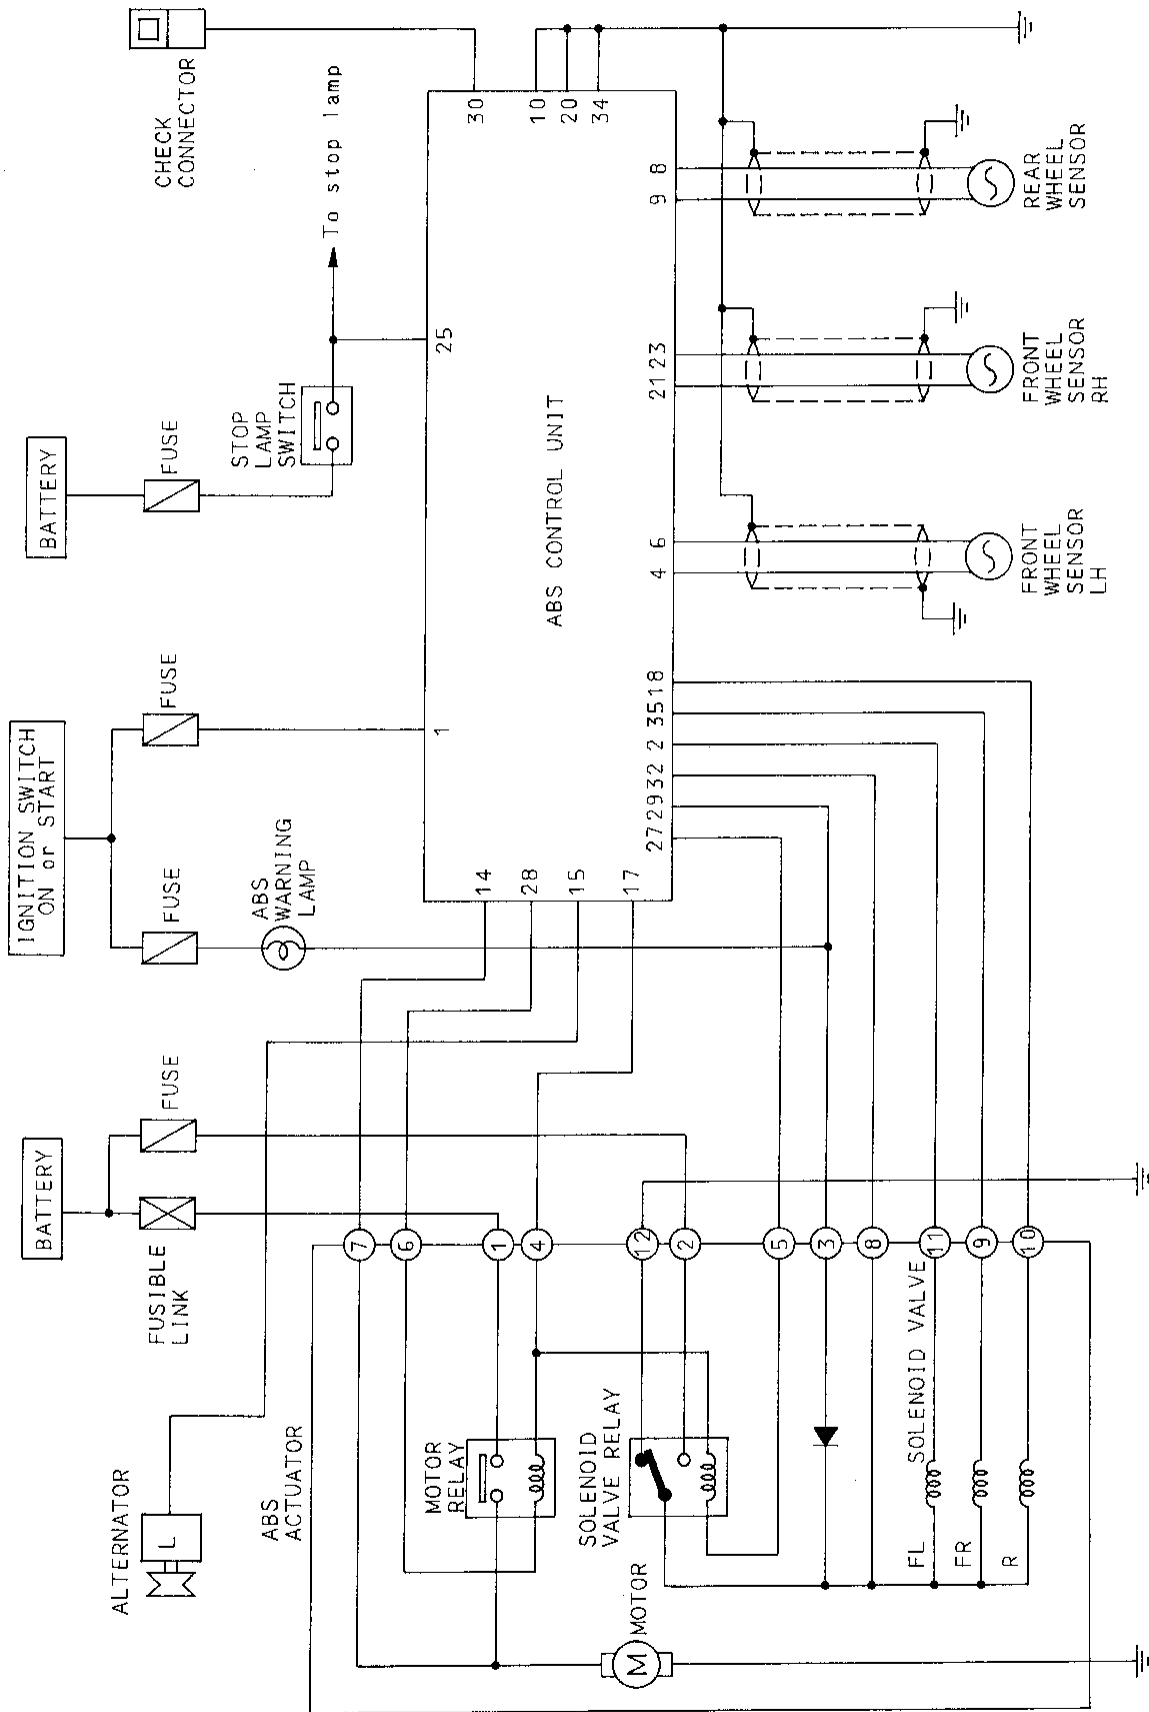 BATTERY
FUSIBLE
LINK
FUSE
IGNITION SWITCH
ON or START
FUSE
FUSE
ABS
WARNING
LAMP
BATTERY
FUSE
STOP
LAMP
SWITCH
To stop lamp
CHECK
CONNECTOR
ALTERNATOR
L
ABS
ACTUATOR
MOTOR
RELAY
SOLENOID
VALVE RELAY
MOTOR
M
7
6
1
4
12
2
5
3
8
11
9
10
SOLENOID VALVE
FL
FR
R
ABS CONTROL UNIT
14
28
15
17
1
25
30
10
20
34
27 29 32 2 35 18
4 6
21 23
9 8
FRONT
WHEEL
SENSOR
LH
FRONT
WHEEL
SENSOR
RH
REAR
WHEEL
SENSOR